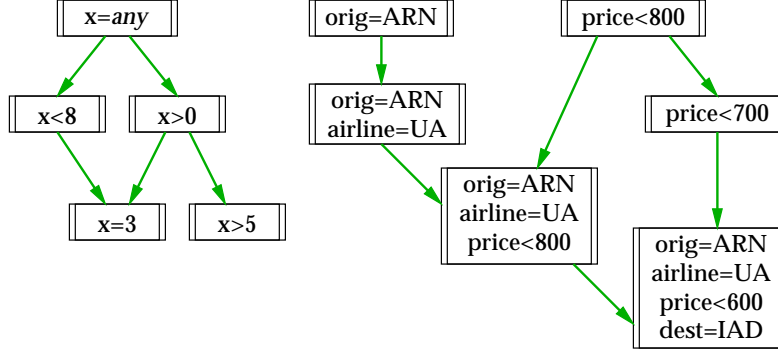 x=any
x<8
x>0
x=3
x>5
orig=ARN
price<800
orig=ARN
airline=UA
price<700
orig=ARN
airline=UA
price<800
orig=ARN
airline=UA
price<600
dest=IAD